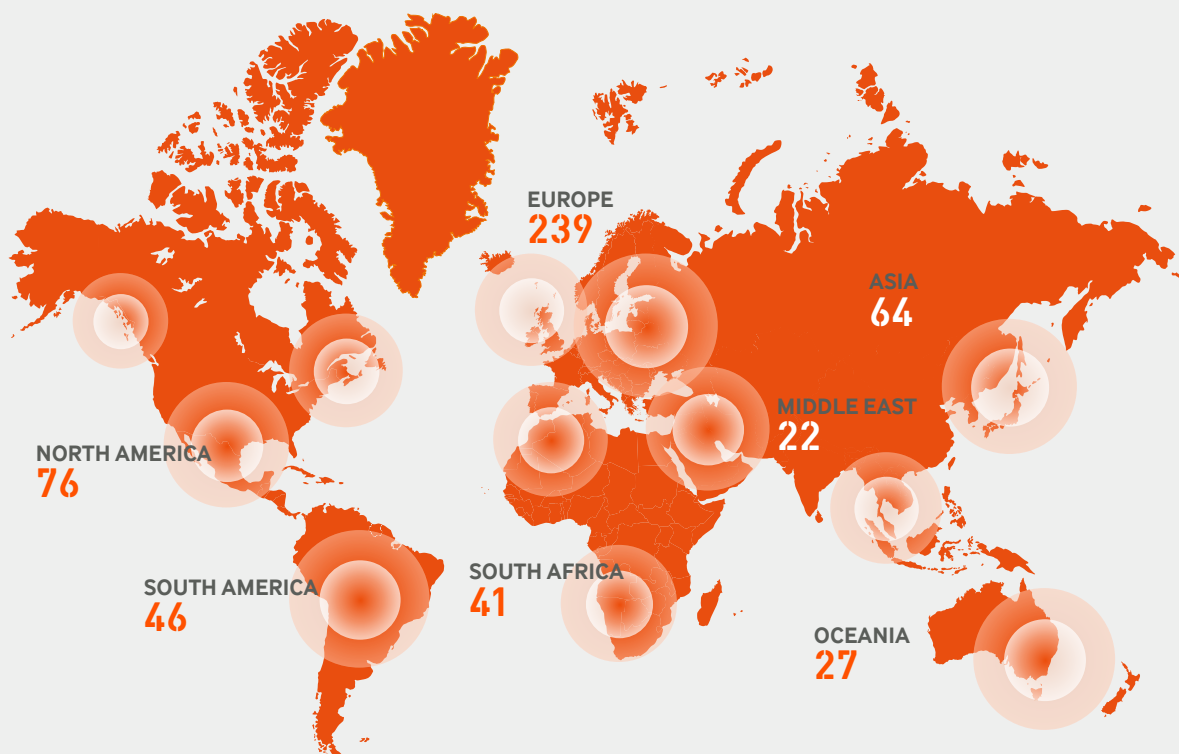 EUROPE
239
ASIA
64
MIDDLE EAST
22
NORTH AMERICA
76
SOUTH AMERICA
46
SOUTH AFRICA
41
OCEANIA
27